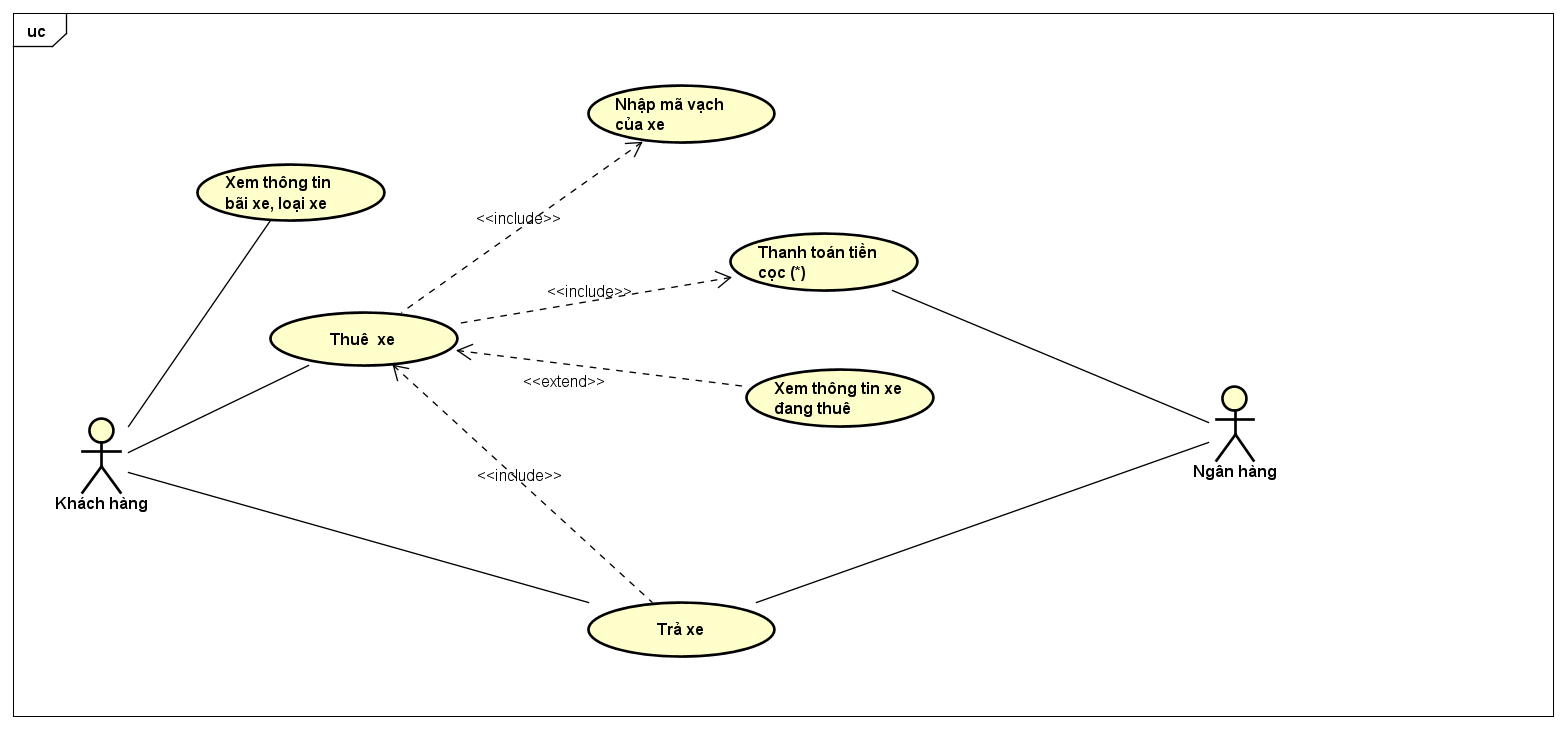 uc
Nhập mã vạch
của xe
Xem thông tin
bãi xe, loại xe
<<include>>
Thanh toán tiền
cọc (*)
<<include>>
Thuê  xe
<<extend>>
Xem thông tin xe
đang thuê
<<include>>
Khách hàng
Ngân hàng
Trả xe